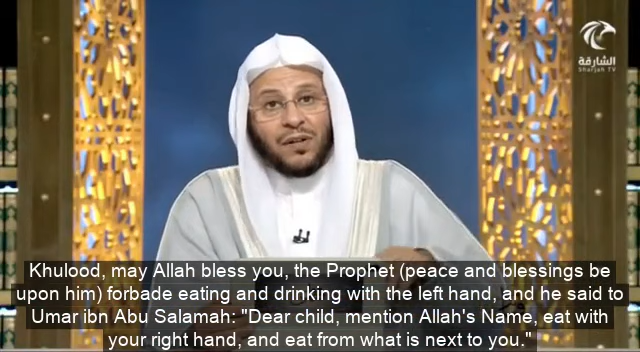 الشارقة
Sharjah TV
Khulood, may Allah bless you, the Prophet (peace and blessings be
upon him) forbade eating and drinking with the left hand, and he said to
Umar ibn Abu Salamah: "Dear child, mention Allah's Name, eat with
your right hand, and eat from what is next to you."